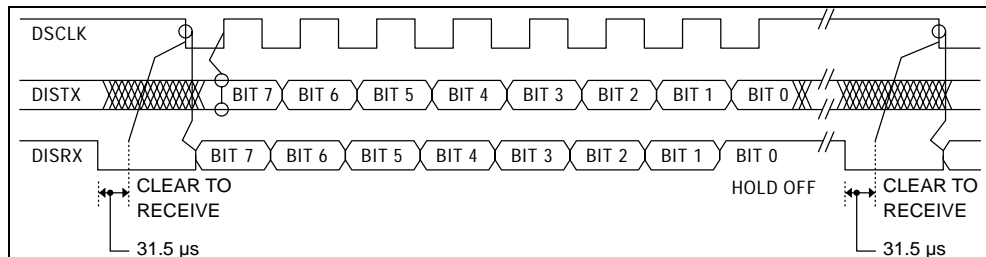 DSCLK
DISTX BIT 7 BIT 6 BIT 5 BIT 4 BIT 3 BIT 2 BIT 1 BIT 0
DISRX BIT 7 BIT 6 BIT 5 BIT 4 BIT 3 BIT 2 BIT 1 BIT 0
CLEAR TO HOLD OFF CLEAR TO
RECEIVE RECEIVE
31.5 µs 31.5 µs